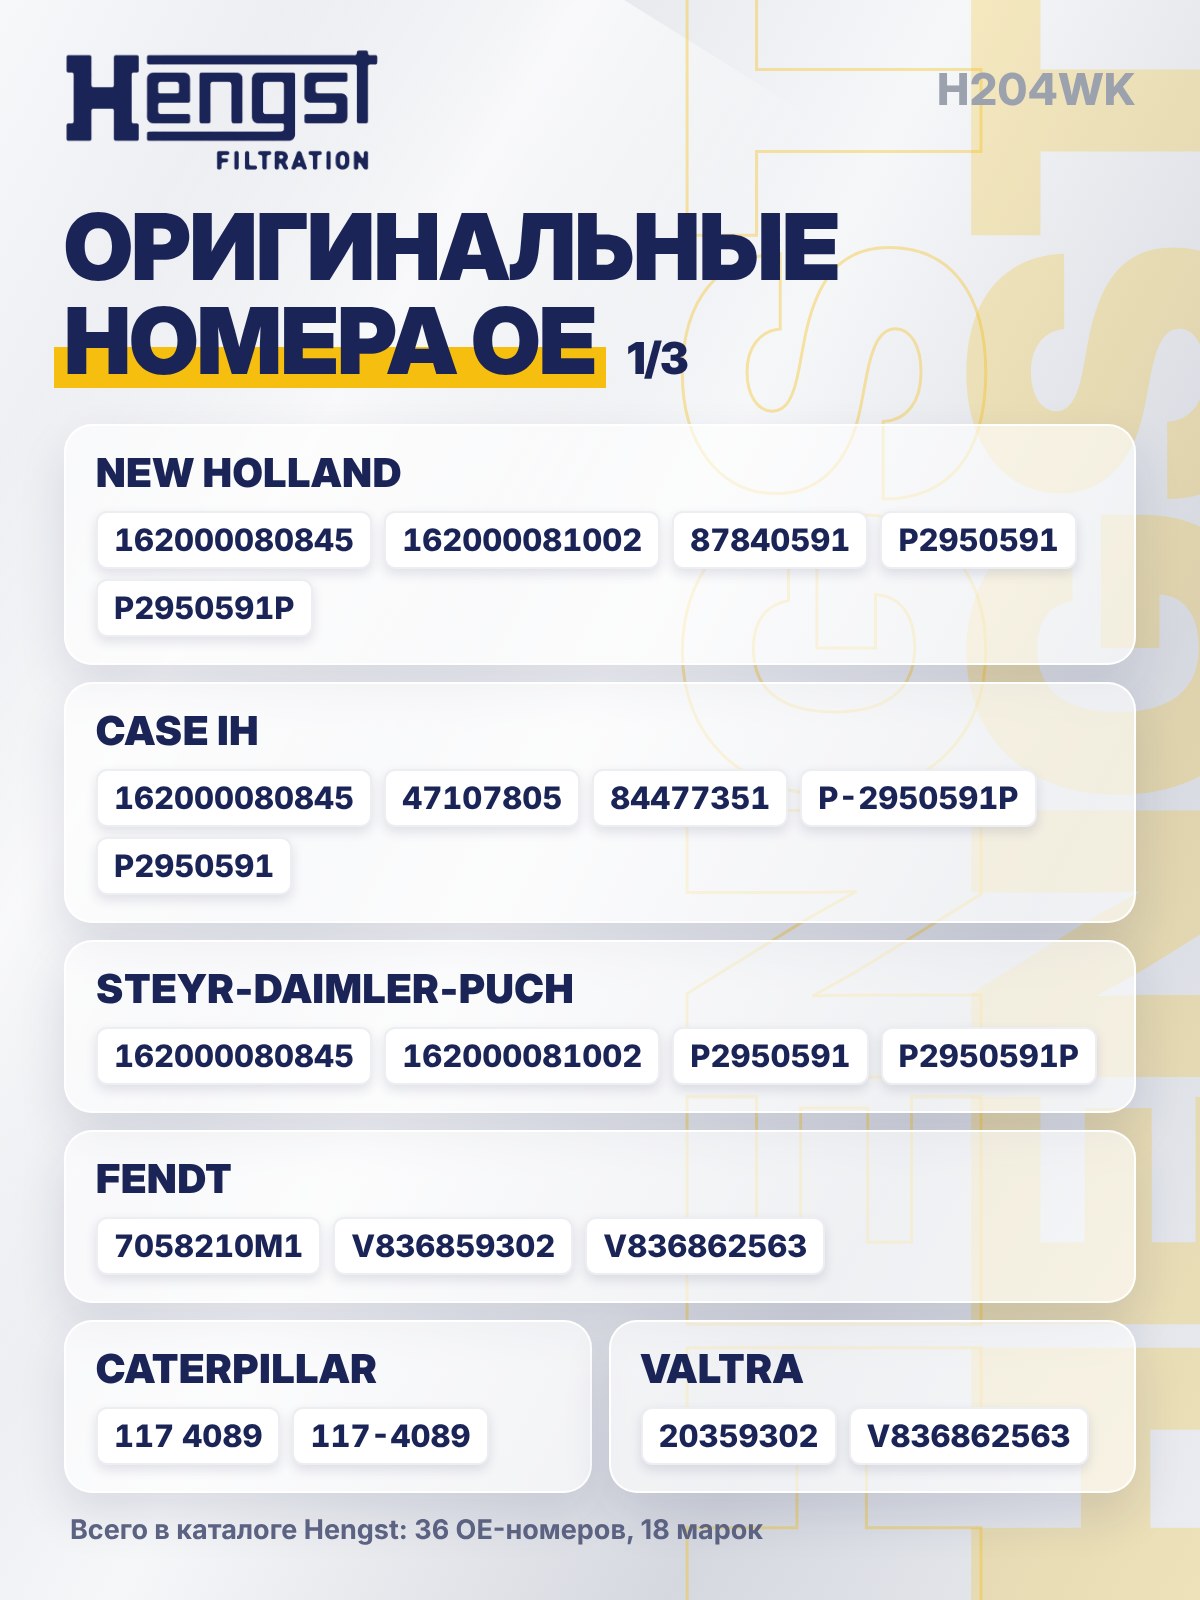 Hengst
FILTRATION
H204WK
ОРИГИНАЛЬНЫЕ
НОМЕРА OE 1/3
NEW HOLLAND
162000080845 162000081002 87840591 P2950591
P2950591P
CASE IH
162000080845 47107805 84477351 P-2950591P
P2950591
STEYR-DAIMLER-PUCH
162000080845 162000081002 P2950591 P2950591P
FENDT
7058210M1 V836859302 V836862563
CATERPILLAR
117 4089 117-4089
VALTRA
20359302 V836862563
Всего в каталоге Hengst: 36 OE-номеров, 18 марок
HENGST
HENGST